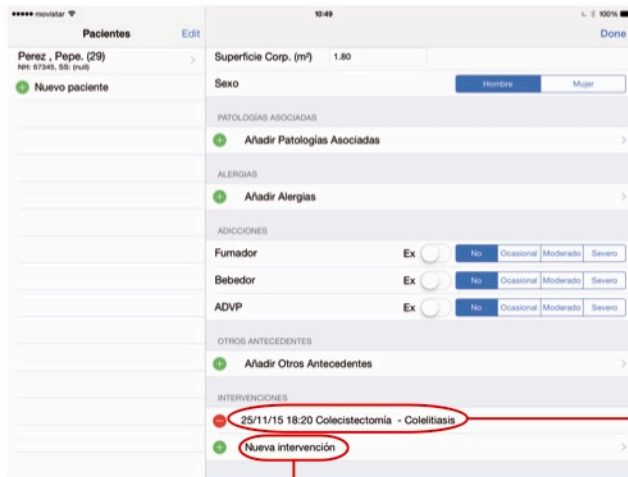 movistar 10:49 100%
Pacientes Edit Done
Perez , Pepe. (29)
NH: 67345, SS: (null)
Nuevo paciente
Superficie Corp. (m²) 1.80
Sexo Hombre Mujer
PATOLOGÍAS ASOCIADAS
Añadir Patologías Asociadas
ALERGIAS
Añadir Alergias
ADICCIONES
Fumador Ex No Ocasional Moderado Severo
Bebedor Ex No Ocasional Moderado Severo
ADVP Ex No Ocasional Moderado Severo
OTROS ANTECEDENTES
Añadir Otros Antecedentes
INTERVENCIONES
25/11/15 18:20 Colecistectomía - Colelitiasis
Nueva intervención